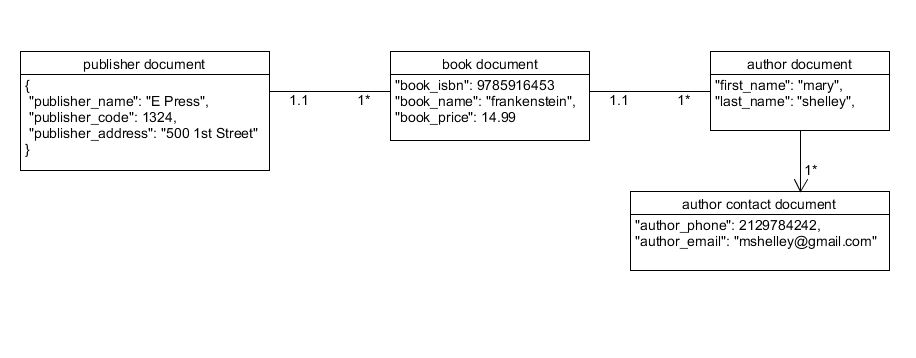 publisher document
{
"publisher_name": "E Press",
"publisher_code": 1324,
"publisher_address": "500 1st Street"
}
1.1
1*
book document
"book_isbn": 9785916453
"book_name": "frankenstein",
"book_price": 14.99
1.1
1*
author document
"first_name": "mary",
"last_name": "shelley",
1*
author contact document
"author_phone": 2129784242,
"author_email": "mshelley@gmail.com"